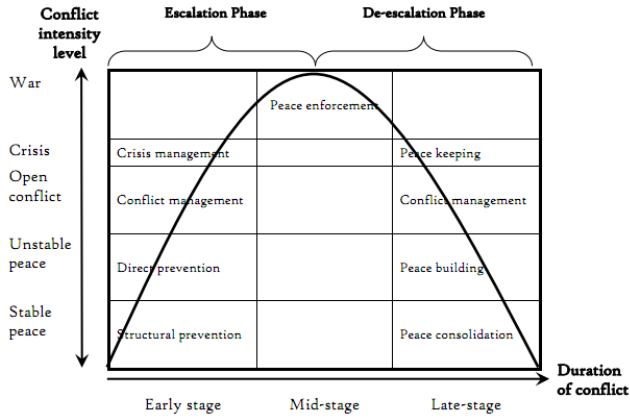 Conflict
intensity
level
Escalation Phase
De-escalation Phase
War
Peace enforcement
Crisis
Crisis management
Peace keeping
Open
conflict
Conflict management
Conflict management
Unstable
peace
Direct prevention
Peace building
Stable
peace
Structural prevention
Peace consolidation
Duration
of conflict
Early stage
Mid-stage
Late-stage